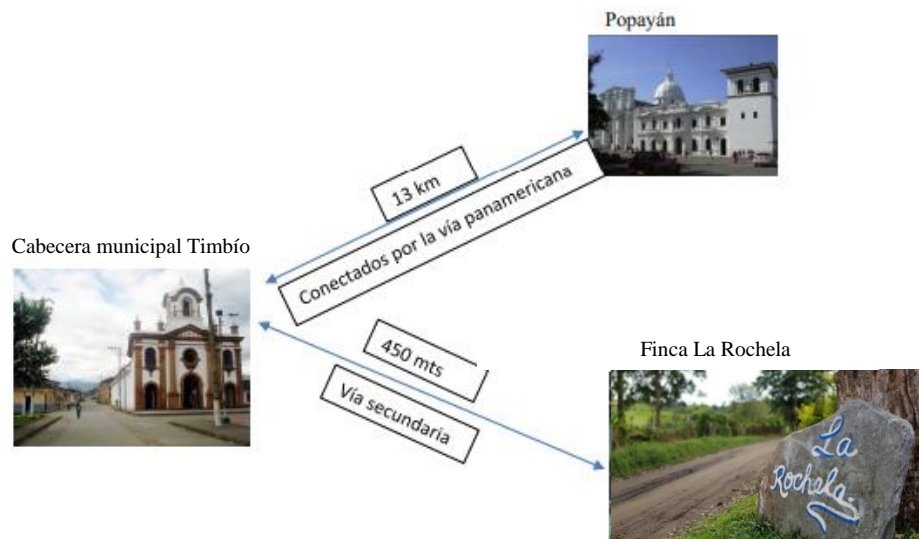 Popayán
13 km
Conectados por la vía panamericana
Cabecera municipal Timbío
450 mts
Vía secundaria
Finca La Rochela
La
Rochela.